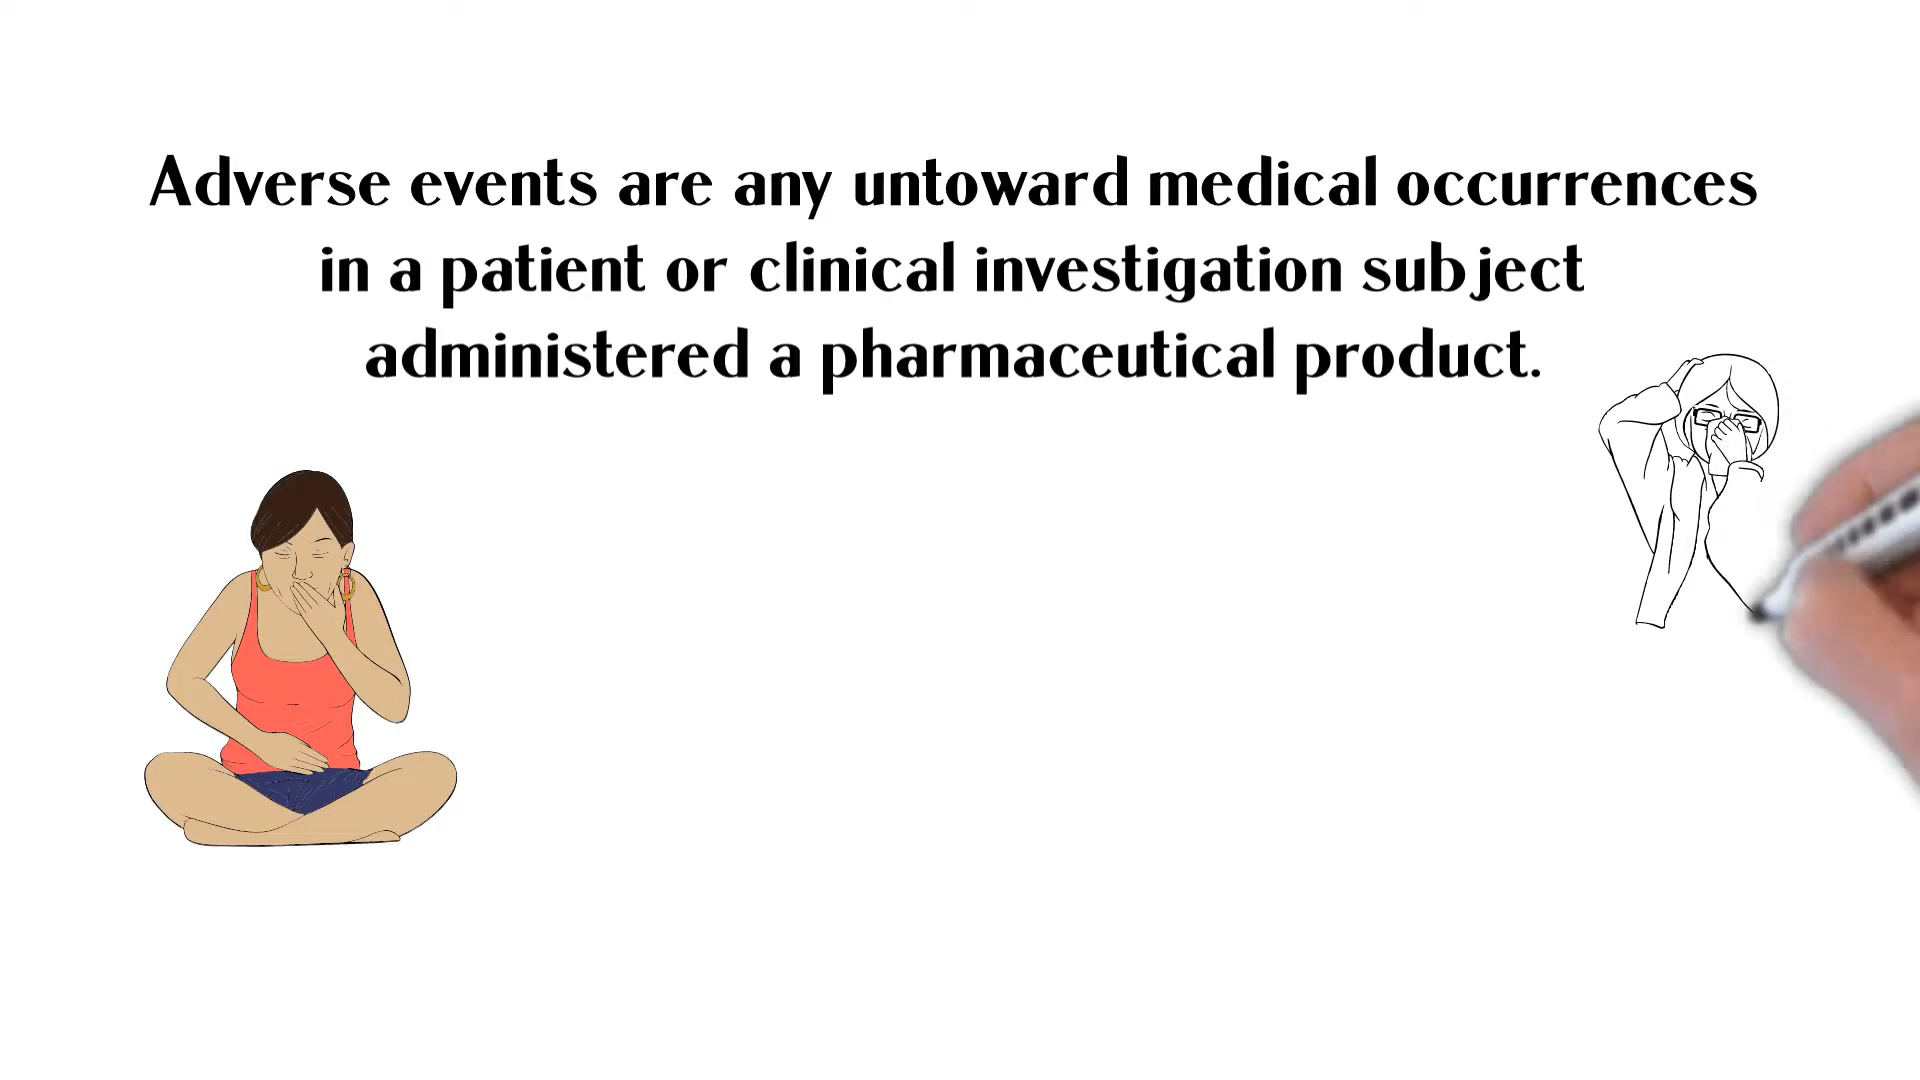 Adverse events are any untoward medical occurrences
in a patient or clinical investigation subject
administered a pharmaceutical product.